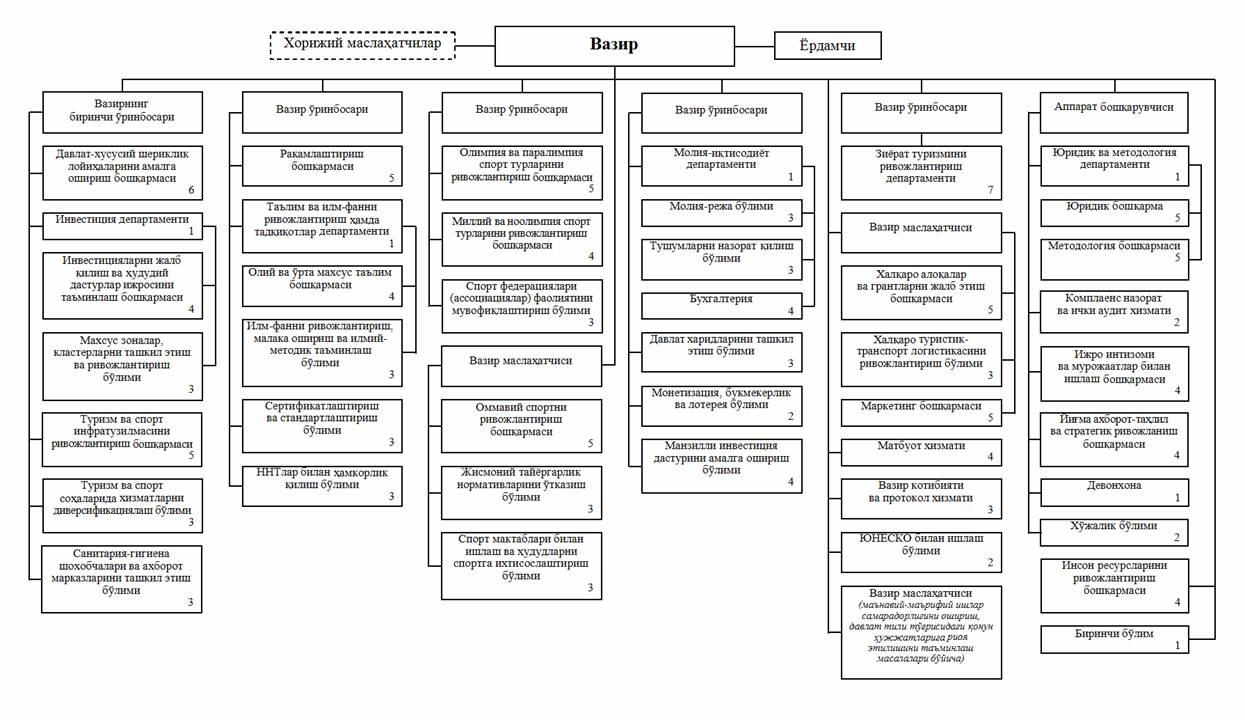 Хорижий маслаҳатчилар
Вазир
Ёрдамчи
Вазирнинг
биринчи ўринбосари
Давлат-хусусий шериклик
лойиҳаларини амалга
ошириш бошқармаси
6
Инвестиция департаменти
1
Инвестицияларни жалб
қилиш ва ҳудудий
дастурлар ижросини
таъминлаш бошқармаси
4
Махсус зоналар,
кластерларни ташкил этиш
ва ривожлантириш
бўлими
3
Туризм ва спорт
инфратузилмасини
ривожлантириш бошқармаси
5
Туризм ва спорт
соҳаларида хизматларни
диверсификациялаш бўлими
3
Санитария-гигиена
шохобчалари ва ахборот
марказларини ташкил этиш
бўлими
3
Вазир ўринбосари
Рақамлаштириш
бошқармаси
5
Таълим ва илм-фанни
ривожлантириш ҳамда
тадқиқотлар департаменти
1
Олий ва ўрта махсус таълим
бошқармаси
4
Илм-фанни ривожлантириш,
малака ошириш ва илмий-
методик таъминлаш
бўлими
3
Сертификатлаштириш
ва стандартлаштириш
бўлими
3
ННТлар билан ҳамкорлик
қилиш бўлими
3
Вазир ўринбосари
Олимпия ва паралимпия
спорт турларини
ривожлантириш бошқармаси
5
Миллий ва ноолимпия спорт
турларини ривожлантириш
бошқармаси
4
Спорт федерациялари
(ассоциациялар) фаолиятини
мувофиқлаштириш бўлими
3
Вазир маслаҳатчиси
Оммавий спортни
ривожлантириш
бошқармаси
5
Жисмоний тайёргарлик
нормативларини ўтказиш
бўлими
3
Спорт мактаблари билан
ишлаш ва ҳудудларни
спортга ихтисослаштириш
бўлими
3
Вазир ўринбосари
Молия-иқтисодиёт
департаменти
1
Молия-режа бўлими
3
Тушумларни назорат қилиш
бўлими
3
Бухгалтерия
4
Давлат харидларини ташкил
этиш бўлими
3
Монетизация, букмекерлик
ва лотерея бўлими
2
Манзилли инвестиция
дастурини амалга ошириш
бўлими
4
Вазир ўринбосари
Зиёрат туризмини
ривожлантириш
департаменти
7
Вазир маслаҳатчиси
Халқаро алоқалар
ва грантларни жалб этиш
бошқармаси
5
Халқаро туристик-
транспорт логистикасини
ривожлантириш бўлими
3
Маркетинг бошқармаси
5
Матбуот хизмати
4
Вазир котибияти
ва протокол хизмати
3
ЮНЕСКО билан ишлаш
бўлими
2
Вазир маслаҳатчиси
(маънавий-маърифий ишлар
самарадорлигини ошириш,
давлат тили тўғрисидаги қонун
ҳужжатларига риоя
этилишини таъминлаш
масалалари бўйича)
Аппарат бошқарувчиси
Юридик ва методология
департаменти
1
Юридик бошқарма
5
Методология бошқармаси
5
Комплаенс назорат
ва ички аудит хизмати
2
Ижро интизоми
ва мурожаатлар билан
ишлаш бошқармаси
4
Йиғма ахборот-таҳлил
ва стратегик ривожланиш
бошқармаси
4
Девонхона
1
Хўжалик бўлими
2
Инсон ресурсларини
ривожлантириш
бошқармаси
4
Биринчи бўлим
1